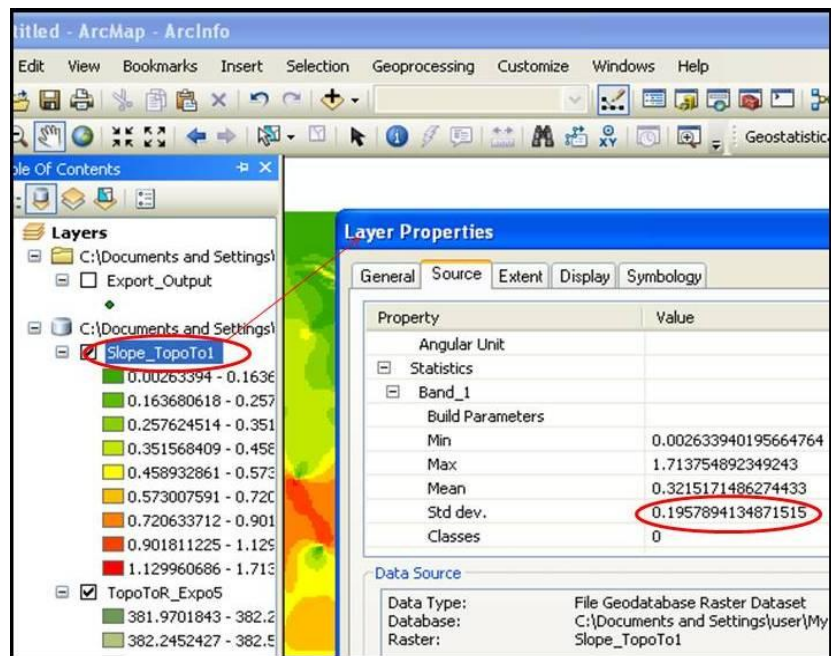 titled - ArcMap - ArcInfo
Edit View Bookmarks Insert Selection Geoprocessing Customize Windows Help
XY Geostatistic
ble Of Contents
Layers
C:\Documents and Settings\
Export_Output
C:\Documents and Settings\
Slope_TopoTo1
0.00263394 - 0.1636
0.163680618 - 0.257
0.257624514 - 0.351
0.351568409 - 0.458
0.458932861 - 0.573
0.573007591 - 0.720
0.720633712 - 0.901
0.901811225 - 1.129
1.129960686 - 1.713
TopoToR_Expo5
381.9701843 - 382.2
382.2452427 - 382.5
Layer Properties
General Source Extent Display Symbology
Property Value
Angular Unit
Statistics
Band_1
Build Parameters
Min 0.002633940195664764
Max 1.713754892349243
Mean 0.3215171486274433
Std dev. 0.1957894134871515
Classes 0
Data Source
Data Type: File Geodatabase Raster Dataset
Database: C:\Documents and Settings\user\My
Raster: Slope_TopoTo1